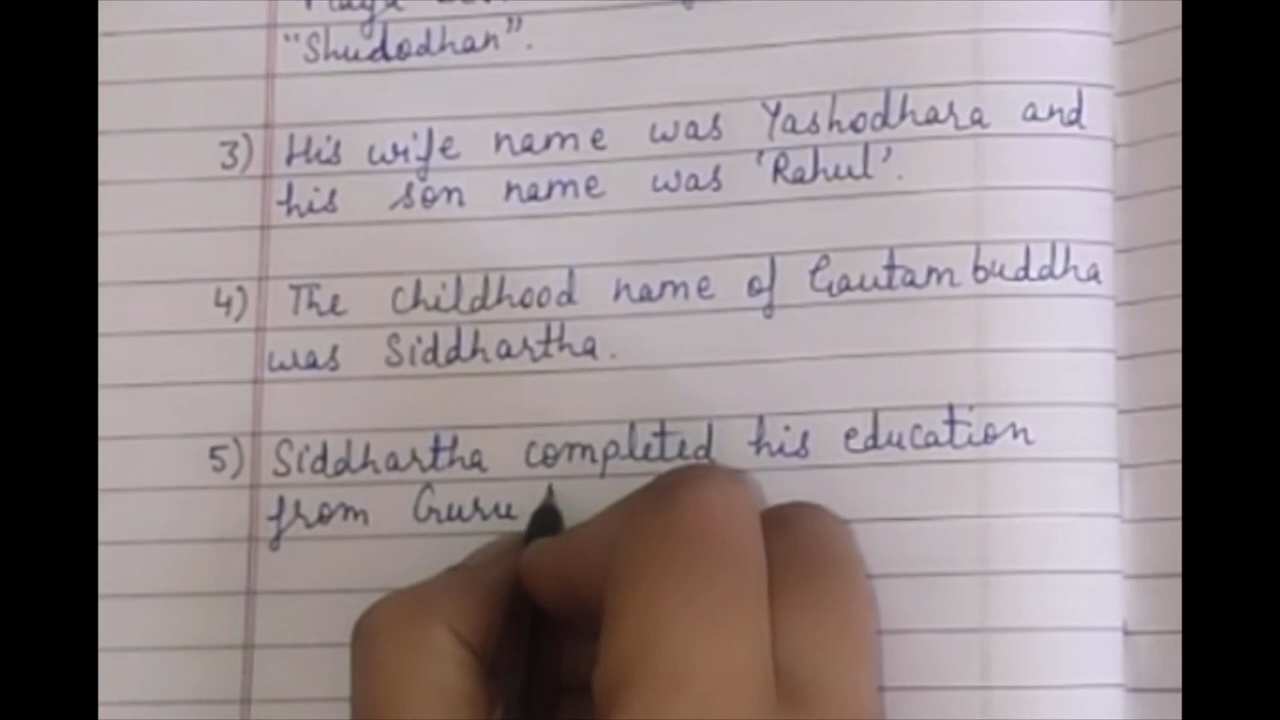 "Shudodhan".
3) His wife name was Yashodhara and
his son name was 'Rahul'.
4) The childhood name of Gautam buddha
was Siddhartha.
5) Siddhartha completed his education
from Guru